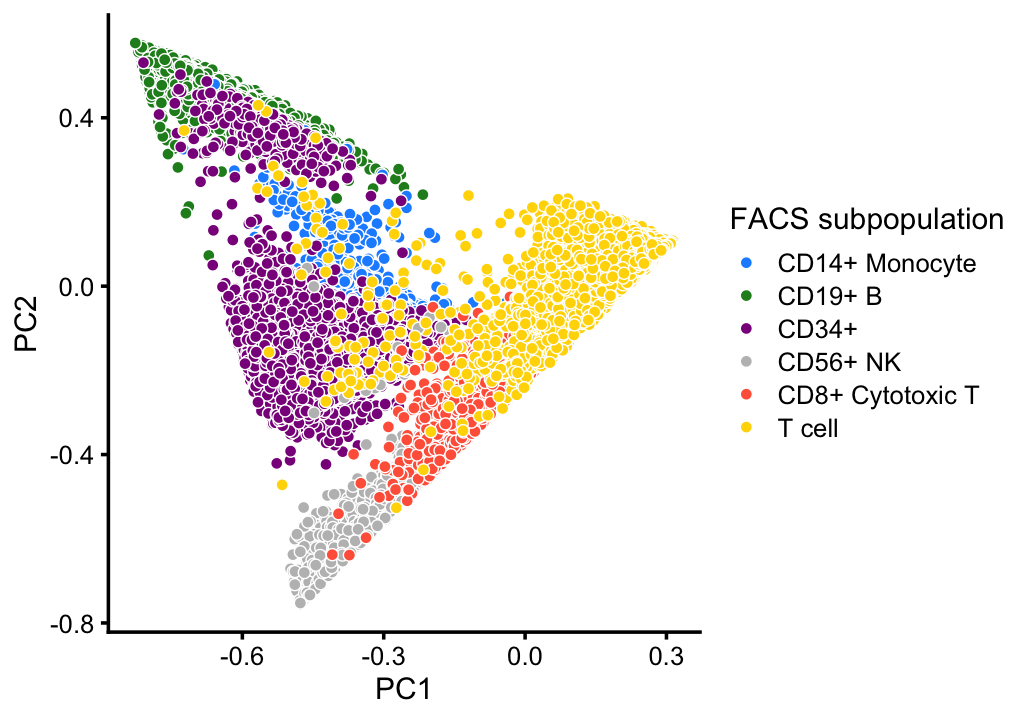 0.4
0.0
-0.4
-0.8
PC2
-0.6
-0.3
0.0
0.3
PC1
FACS subpopulation
CD14+ Monocyte
CD19+ B
CD34+
CD56+ NK
CD8+ Cytotoxic T
T cell